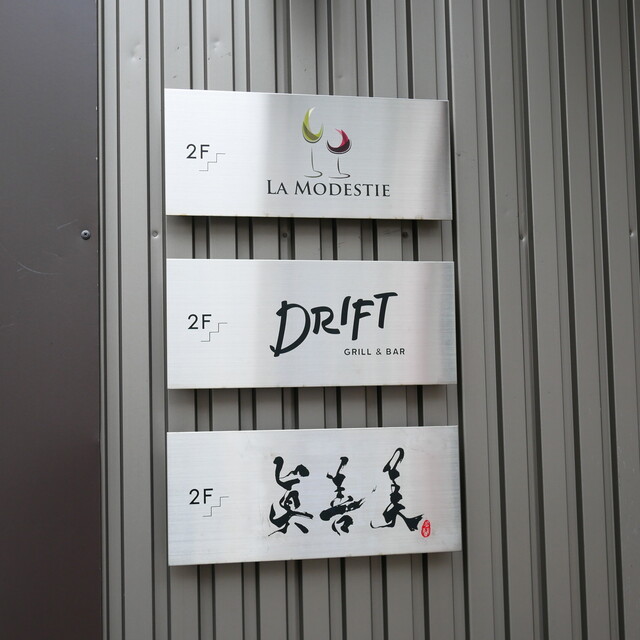 2F
LA MODESTIE
2F
DRIFT
GRILL & BAR
2F
眞善美